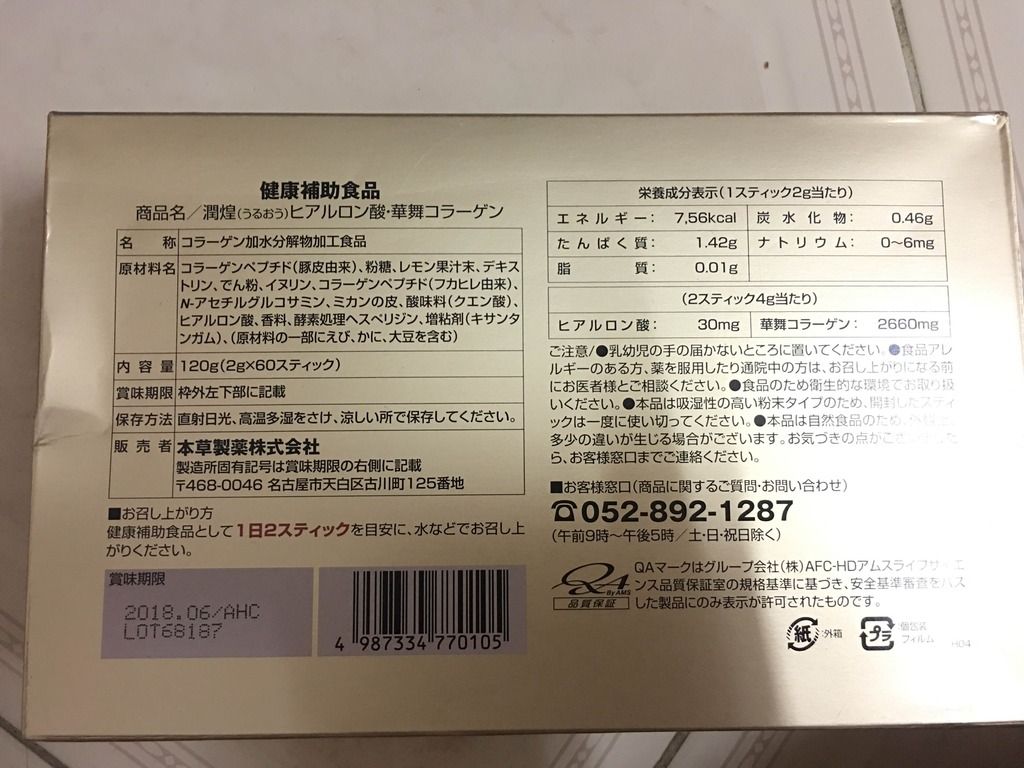 健康補助食品
商品名／潤煌(うるおう)ヒアルロン酸・華舞コラーゲン
名　　称 コラーゲン加水分解物加工食品
原材料名 コラーゲンペプチド(豚皮由来)、粉糖、レモン果汁末、デキス
トリン、でん粉、イヌリン、コラーゲンペプチド(フカヒレ由来)、
N-アセチルグルコサミン、ミカンの皮、酸味料(クエン酸)、
ヒアルロン酸、香料、酵素処理ヘスペリジン、増粘剤(キサンタ
ンガム)、(原材料の一部にえび、かに、大豆を含む)
内 容 量 120g(2g×60スティック)
賞味期限 枠外左下部に記載
保存方法 直射日光、高温多湿をさけ、涼しい所で保存してください。
販 売 者 本草製薬株式会社
製造所固有記号は賞味期限の右側に記載
〒468-0046 名古屋市天白区古川町125番地
■お召し上がり方
健康補助食品として1日2スティックを目安に、水などでお召し上
がりください。
賞味期限
2018.06/AHC
LOT68187
4 987334 770105
栄養成分表示(1スティック2g当たり)
エネルギー： 7,56kcal 炭水化物： 0.46g
たんぱく質： 1.42g ナトリウム： 0〜6mg
脂　　質： 0.01g
(2スティック4g当たり)
ヒアルロン酸： 30mg 華舞コラーゲン： 2660mg
ご注意/●乳幼児の手の届かないところに置いてください。●食品アレ
ルギーのある方、薬を服用したり通院中の方は、お召し上がりになる前
にお医者様とご相談ください。●食品のため衛生的な環境でお取り扱
いください。●本品は吸湿性の高い粉末タイプのため、開封したスティ
ックは一度に使い切ってください。●本品は自然食品のため、
多少の違いが生じる場合がございます。お気づきの点がございましたら
ら、お客様窓口までご連絡ください。
■お客様窓口(商品に関するご質問・お問い合わせ)
☎052-892-1287
(午前9時〜午後5時／土・日・祝日除く)
QA By AMS
品質保証
QAマークはグループ会社(株)AFC-HDアムスライフサイエ
ンス品質保証室の規格基準に基づき、安全基準審査をパス
した製品にのみ表示が許可されたものです。
紙 :外箱
プラ :個包装
フィルム
H04